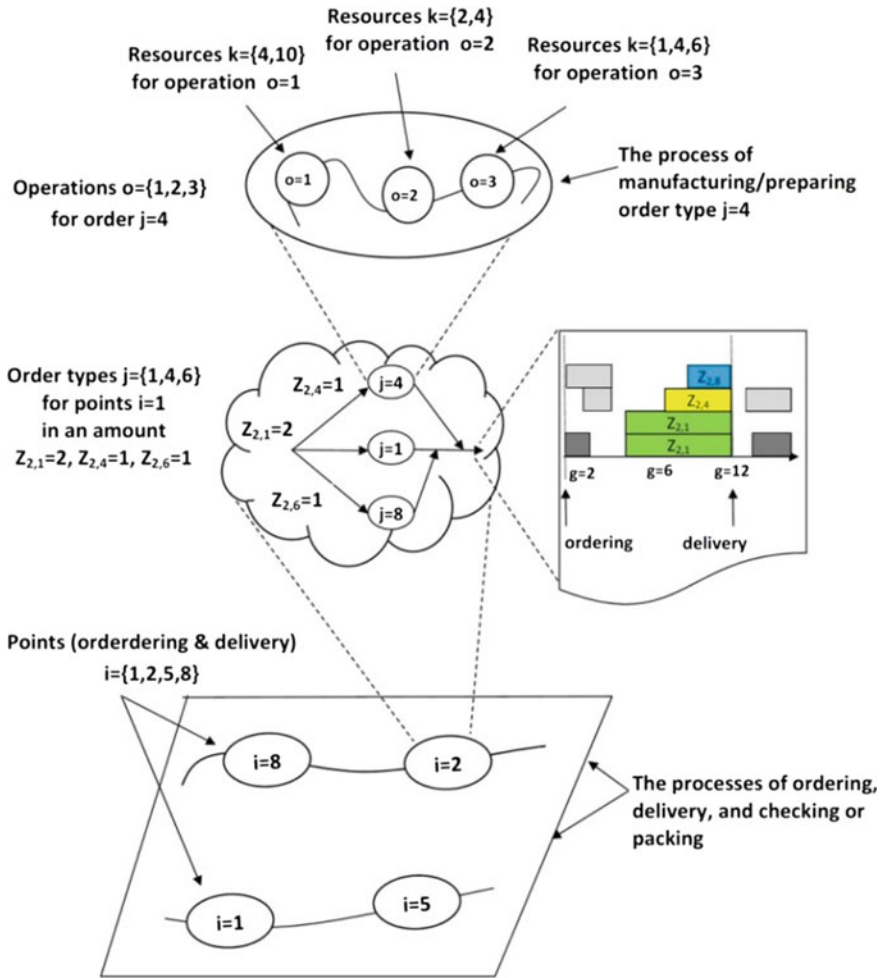 Resources k={2,4}
for operation o=2
Resources k={4,10}
for operation o=1
Resources k={1,4,6}
for operation o=3
o=1
o=2
o=3
Operations o={1,2,3}
for order j=4
The process of
manufacturing/preparing
order type j=4
Order types j={1,4,6}
for points i=1
in an amount
Z2,1=2, Z2,4=1, Z2,6=1
Z2,4=1
Z2,1=2
Z2,6=1
j=4
j=1
j=8
Z2,8
Z2,4
Z2,1
Z2,1
g=2
g=6
g=12
ordering
delivery
Points (orderdering & delivery)
i={1,2,5,8}
i=8
i=2
i=1
i=5
The processes of ordering,
delivery, and checking or
packing